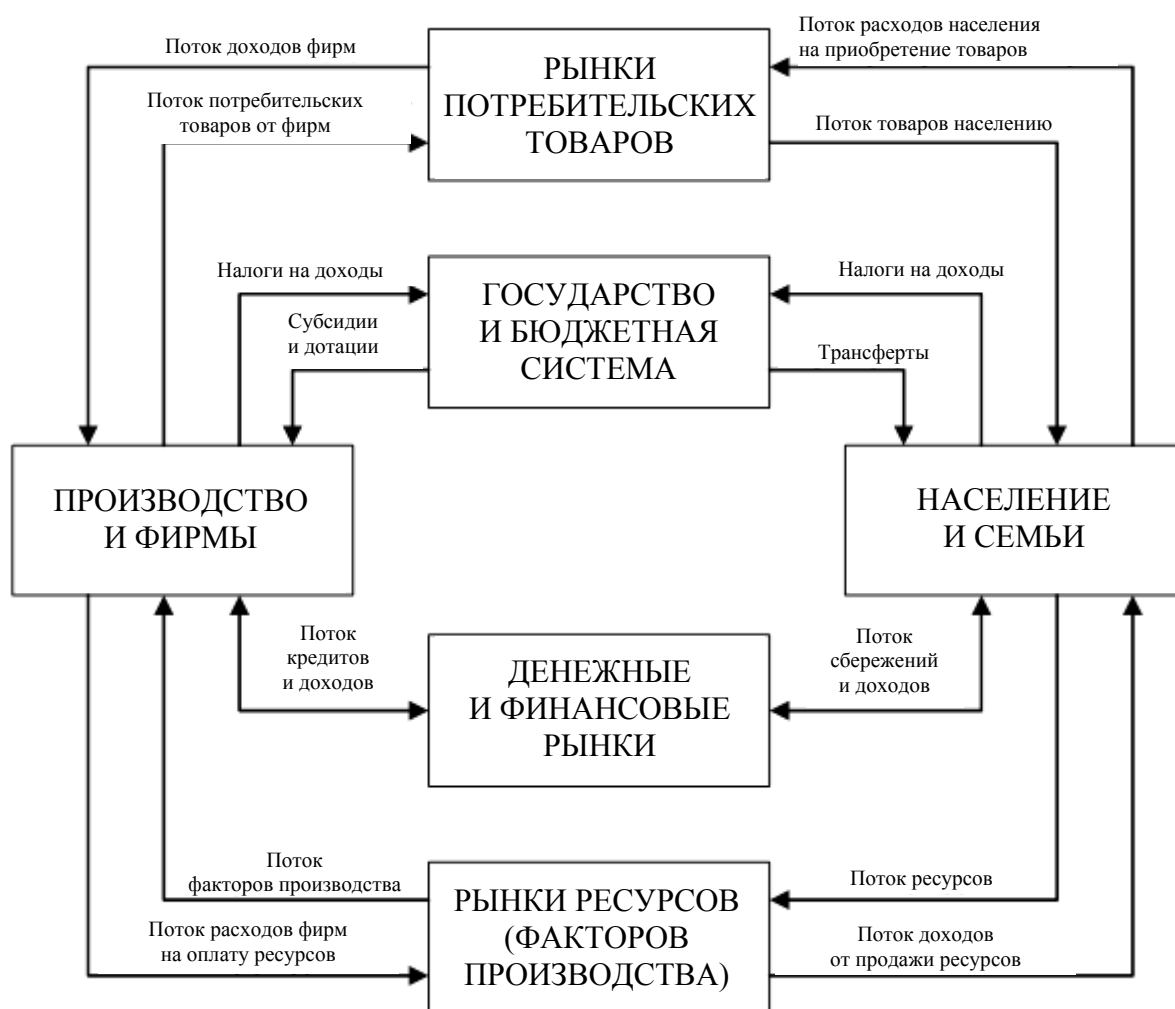 Поток доходов фирм
Поток потребительских
товаров от фирм
РЫНКИ
ПОТРЕБИТЕЛЬСКИХ
ТОВАРОВ
Поток расходов населения
на приобретение товаров
Поток товаров населению
Налоги на доходы
Субсидии
и дотации
ГОСУДАРСТВО
И БЮДЖЕТНАЯ
СИСТЕМА
Налоги на доходы
Трансферты
ПРОИЗВОДСТВО
И ФИРМЫ
НАСЕЛЕНИЕ
И СЕМЬИ
Поток
кредитов
и доходов
ДЕНЕЖНЫЕ
И ФИНАНСОВЫЕ
РЫНКИ
Поток
сбережений
и доходов
Поток
факторов производства
Поток расходов фирм
на оплату ресурсов
РЫНКИ РЕСУРСОВ
(ФАКТОРОВ
ПРОИЗВОДСТВА)
Поток ресурсов
Поток доходов
от продажи ресурсов